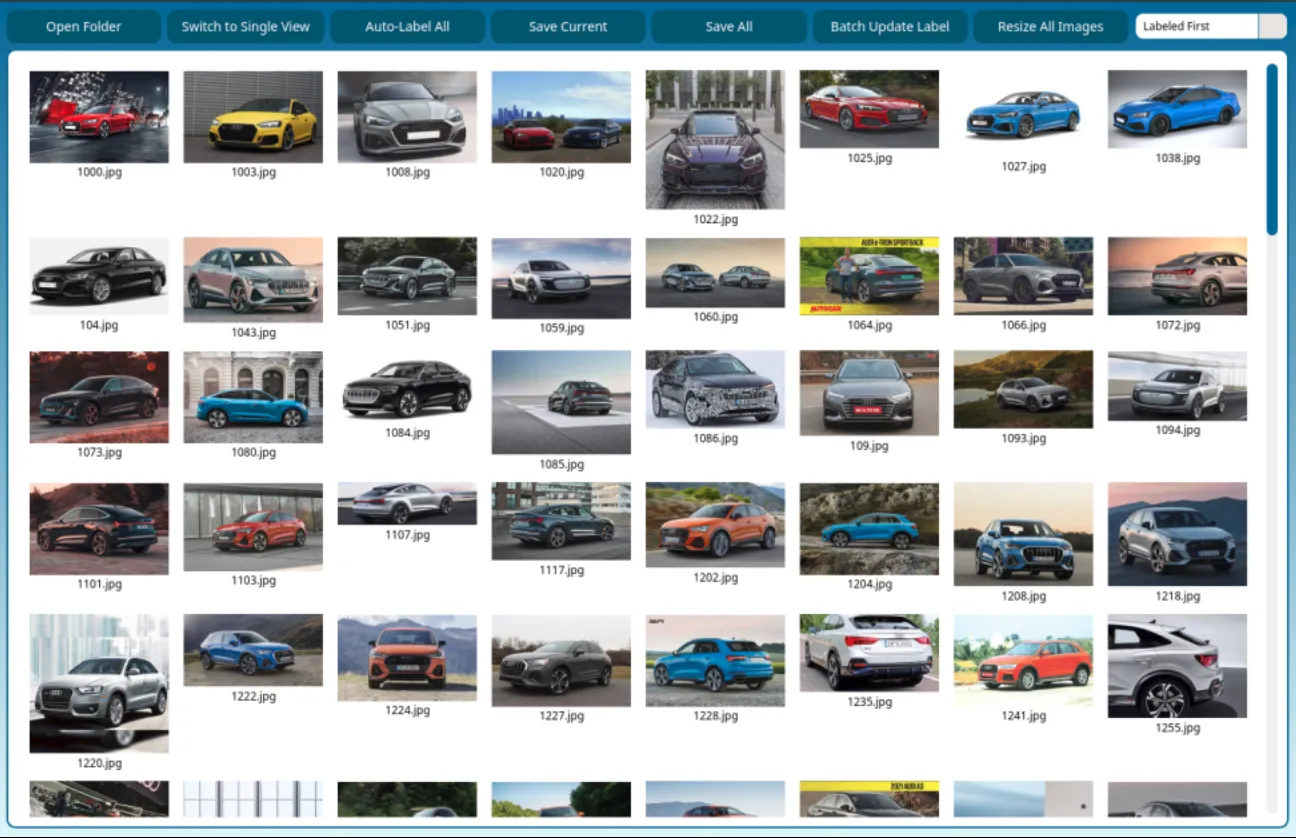 Open Folder
Switch to Single View
Auto-Label All
Save Current
Save All
Batch Update Label
Resize All Images
Labeled First
1000.jpg
1003.jpg
1008.jpg
1020.jpg
1022.jpg
1025.jpg
1027.jpg
1038.jpg
AUDI e-TRON SPORTBACK
AUTOCAR
104.jpg
1043.jpg
1051.jpg
1059.jpg
1060.jpg
1064.jpg
1066.jpg
1072.jpg
1073.jpg
1080.jpg
1084.jpg
1085.jpg
1086.jpg
109.jpg
1093.jpg
1094.jpg
1101.jpg
1103.jpg
1107.jpg
1117.jpg
1202.jpg
1204.jpg
1208.jpg
1218.jpg
1220.jpg
1222.jpg
1224.jpg
1227.jpg
1228.jpg
1235.jpg
1241.jpg
1255.jpg
2021 AUDI A3